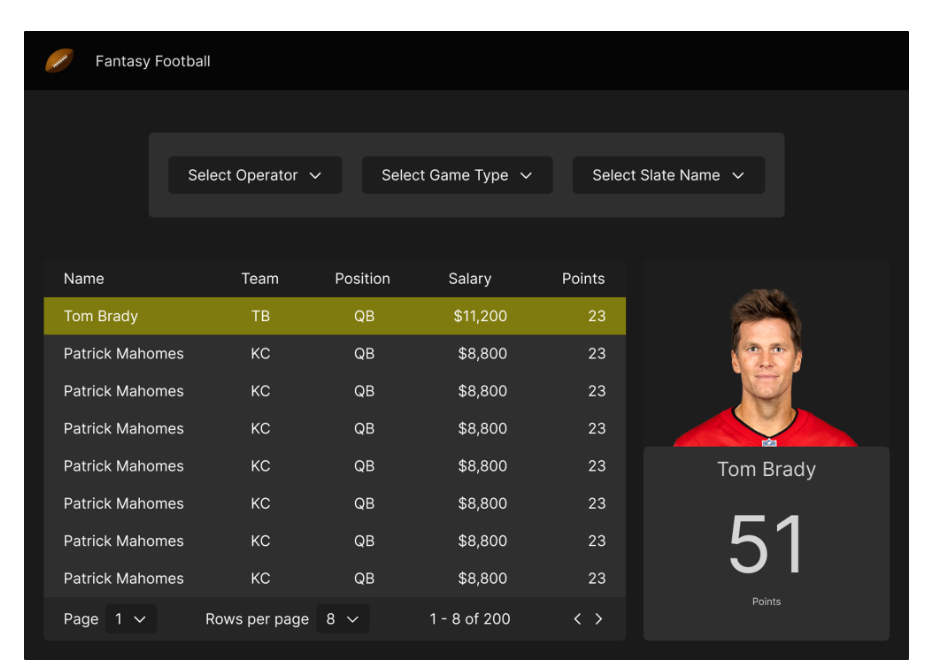 Fantasy Football
Select Operator Select Game Type Select Slate Name
Name Team Position Salary Points
Tom Brady TB QB $11,200 23
Patrick Mahomes KC QB $8,800 23
Patrick Mahomes KC QB $8,800 23
Patrick Mahomes KC QB $8,800 23
Patrick Mahomes KC QB $8,800 23
Patrick Mahomes KC QB $8,800 23
Patrick Mahomes KC QB $8,800 23
Patrick Mahomes KC QB $8,800 23
Page 1 Rows per page 8 1 - 8 of 200 < >
Tom Brady
51
Points